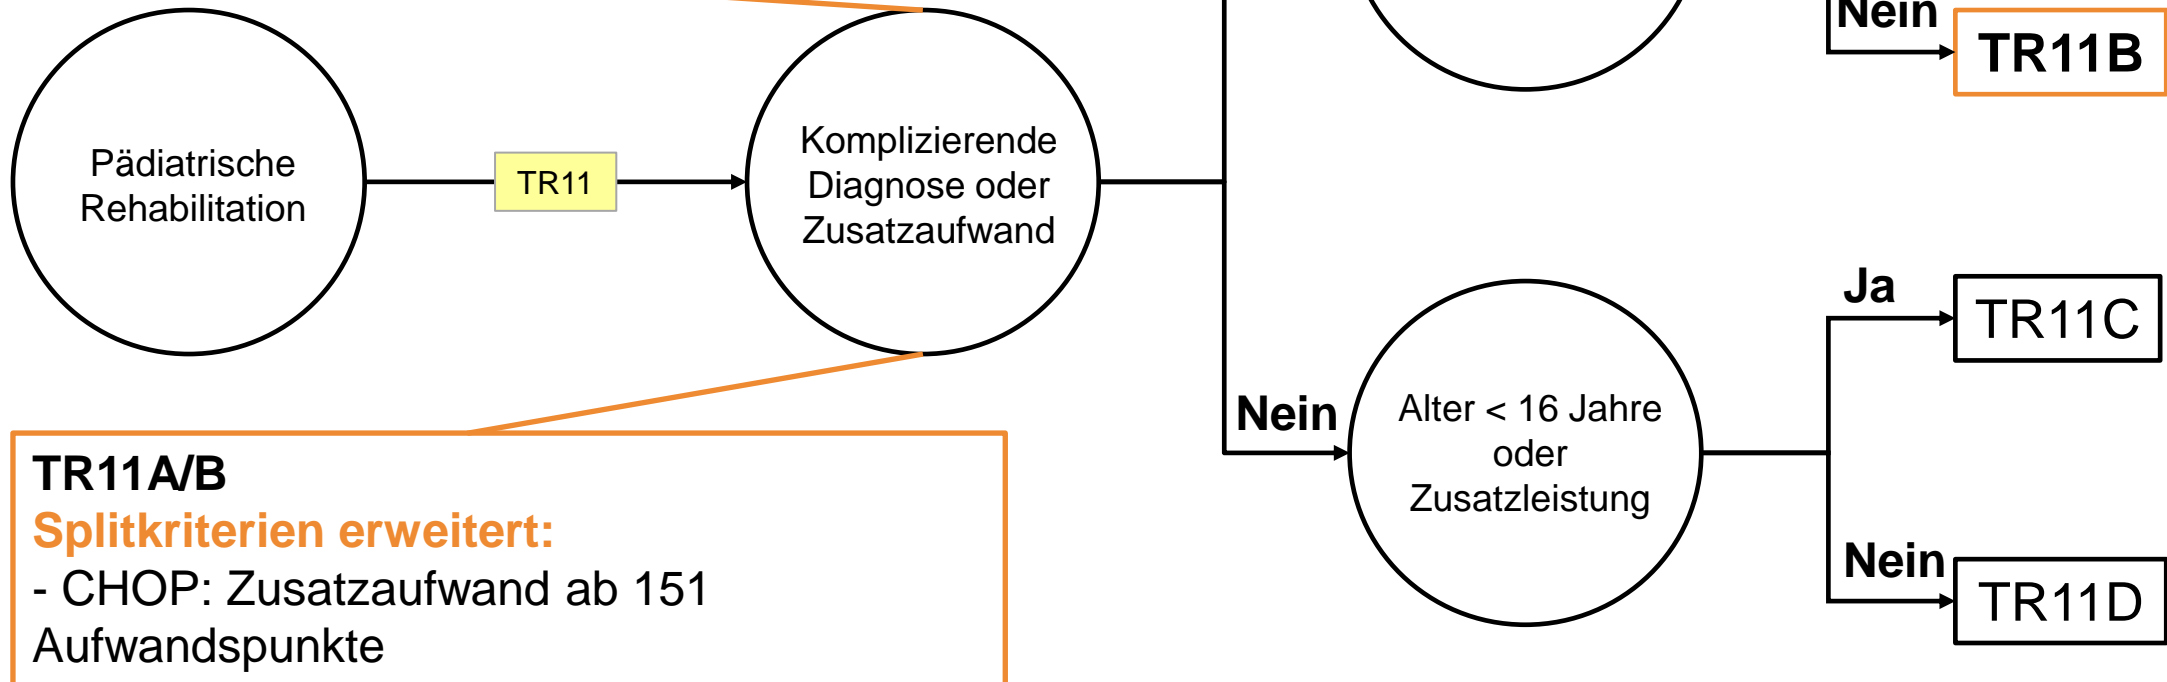 Nein
TR11B
Pädiatrische
Rehabilitation
TR11
Komplizierende
Diagnose oder
Zusatzaufwand
Ja
TR11C
Nein
Alter < 16 Jahre
oder
Zusatzleistung
Nein
TR11D
TR11A/B
Splitkriterien erweitert:
- CHOP: Zusatzaufwand ab 151
Aufwandspunkte